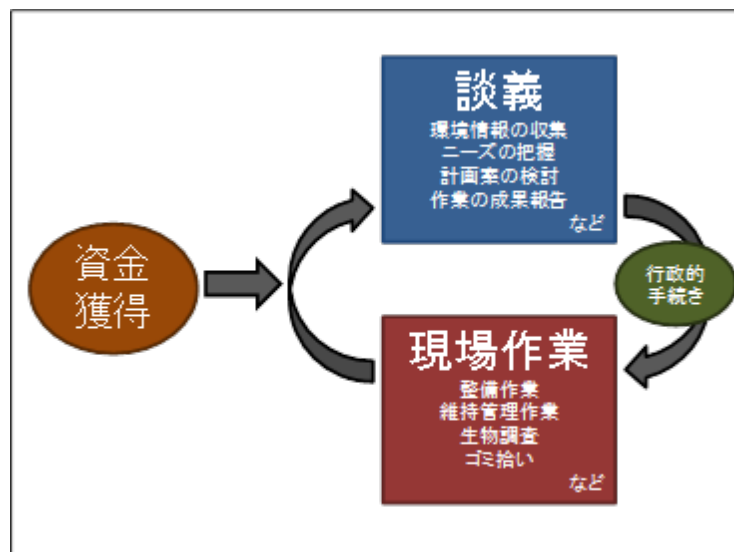 談義
環境情報の収集
ニーズの把握
計画案の検討
作業の成果報告
など
資金
獲得
行政的
手続き
現場作業
整備作業
維持管理作業
生物調査
ゴミ拾い
など